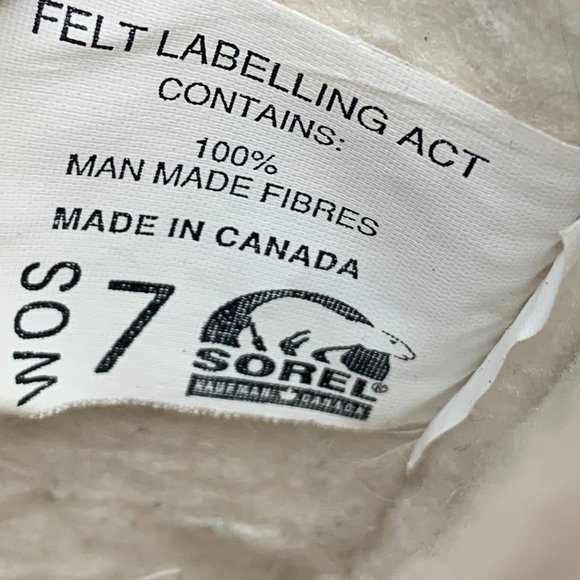 FELT LABELLING ACT
CONTAINS:
100%
MAN MADE FIBRES
MADE IN CANADA
WOS 7
SOREL®
KAUFMAN CANADA